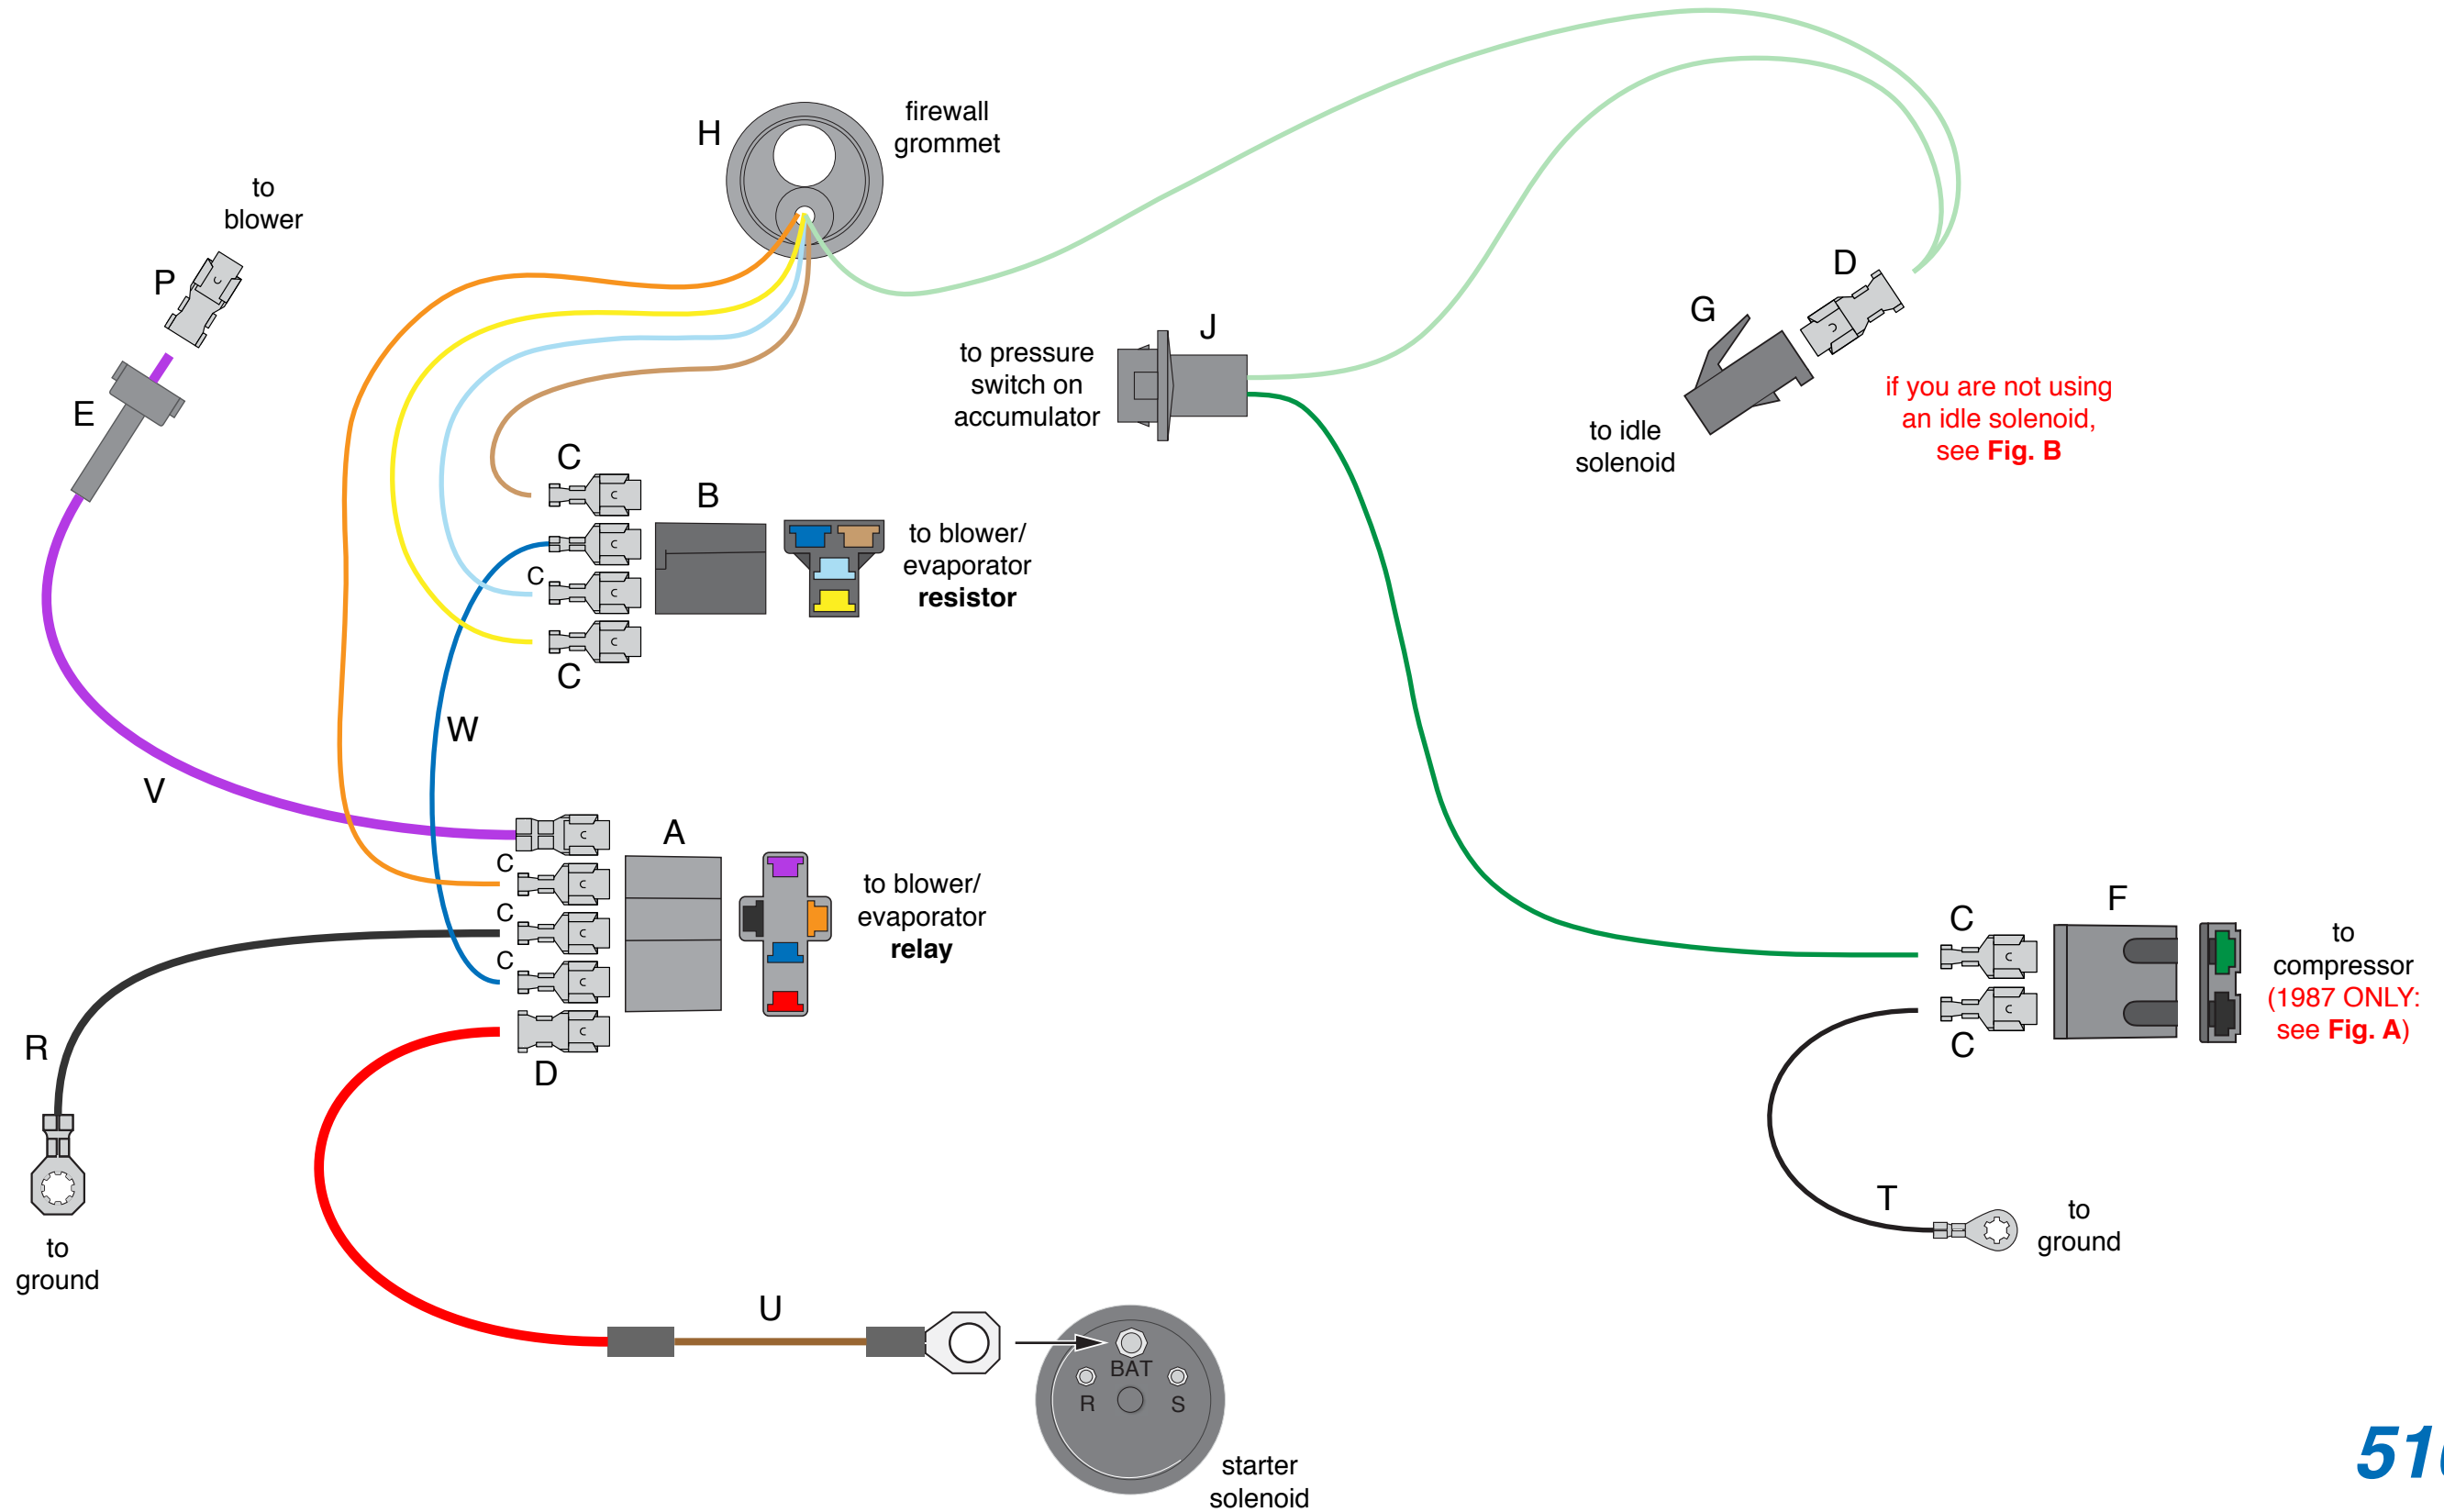 H
firewall
grommet
to
blower
P
E
D
G
J
to pressure
switch on
accumulator
if you are not using
an idle solenoid,
see Fig. B
to idle
solenoid
C
B
C
C
to blower/
evaporator
resistor
W
V
A
C
C
C
D
to blower/
evaporator
relay
C
F
C
to
compressor
(1987 ONLY:
see Fig. A)
R
to
ground
T
to
ground
U
BAT
R
S
starter
solenoid
C
C
C
C
C
C
C
C
C
C
C
C
C
C